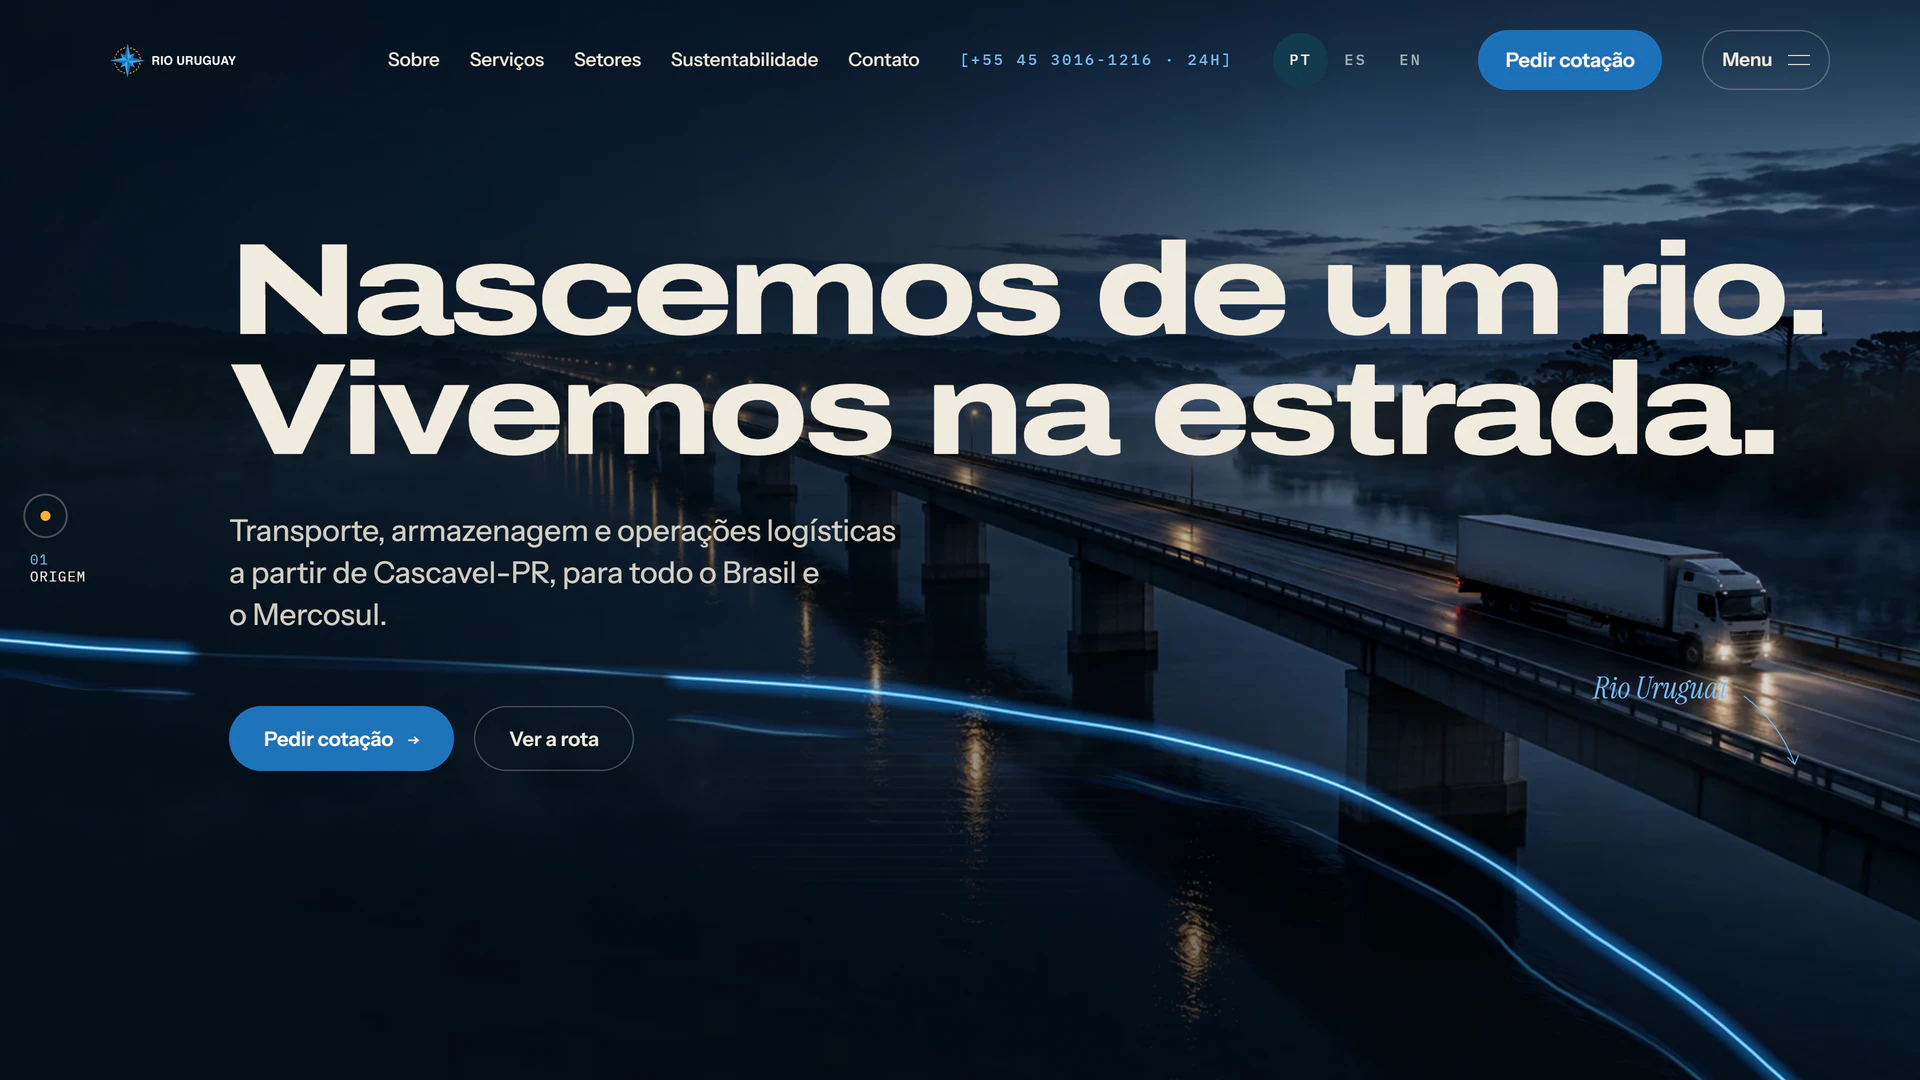 RIO URUGUAY
Sobre Serviços Setores Sustentabilidade Contato [+55 45 3016-1216 · 24H] PT ES EN Pedir cotação Menu
Nascemos de um rio.
Vivemos na estrada.
Transporte, armazenagem e operações logísticas
a partir de Cascavel-PR, para todo o Brasil e
o Mercosul.
01
ORIGEM
Rio Uruguai
Pedir cotação → Ver a rota